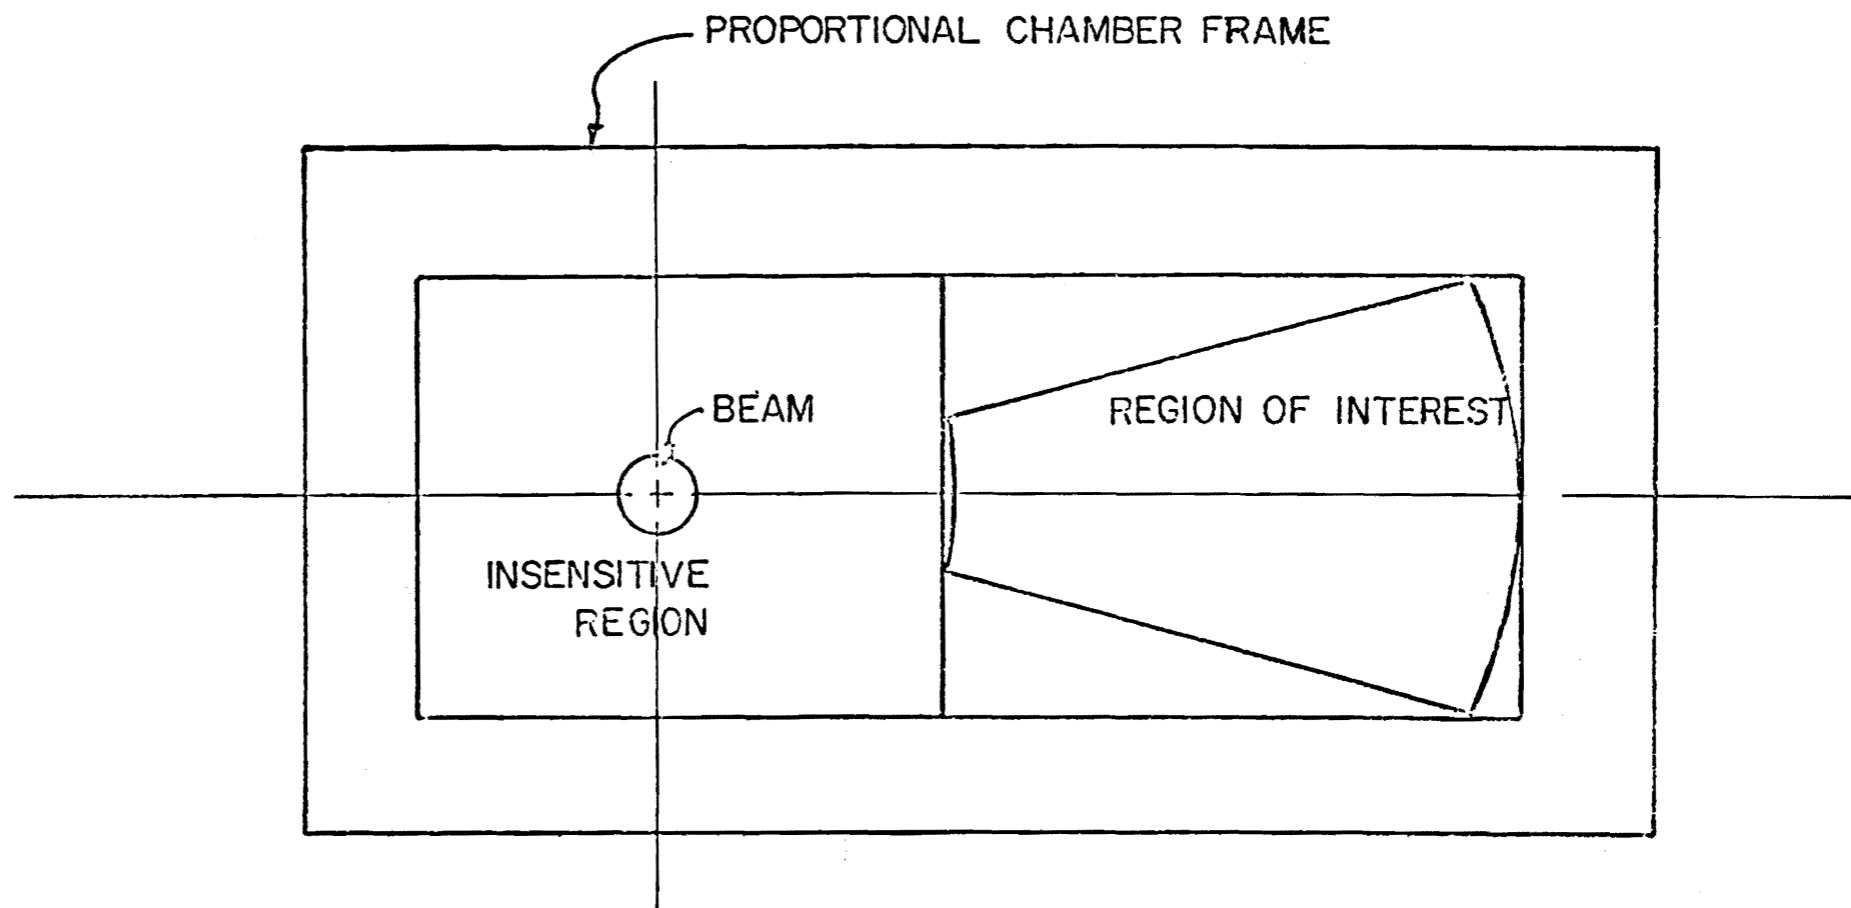 PROPORTIONAL CHAMBER FRAME
BEAM
REGION OF INTEREST
INSENSITIVE
REGION